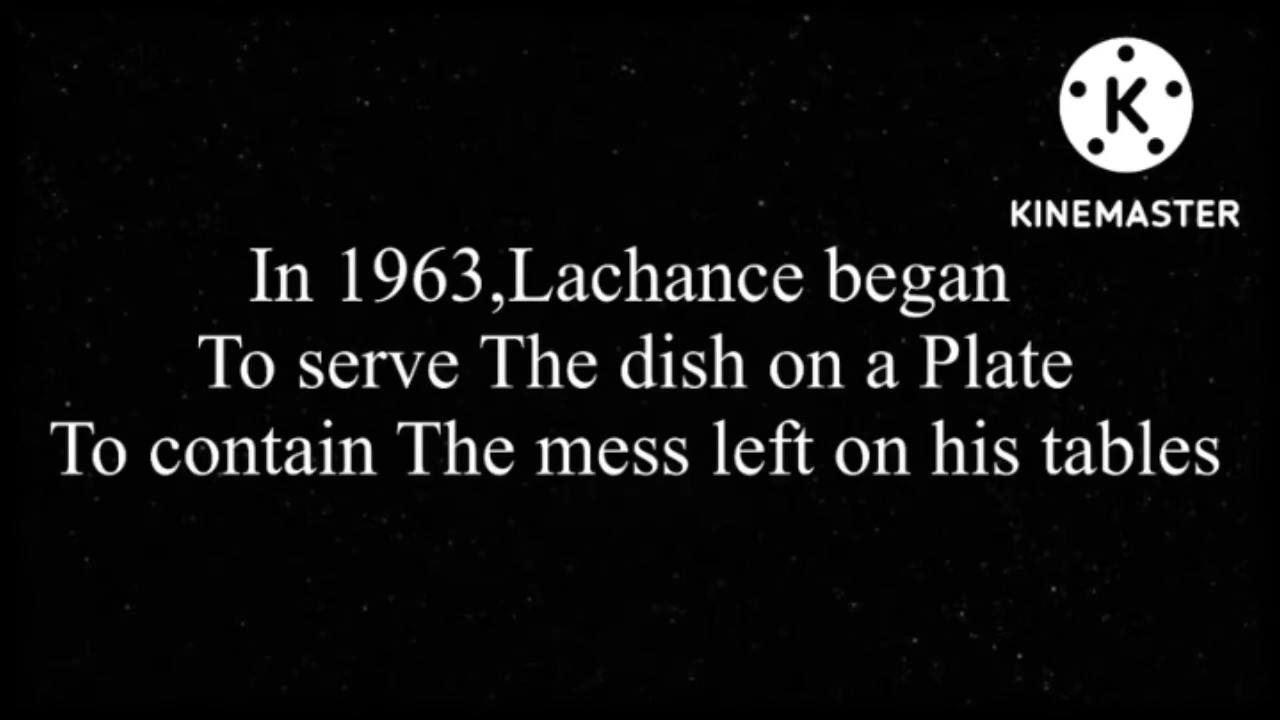 K
KINEMASTER
In 1963,Lachance began
To serve The dish on a Plate
To contain The mess left on his tables